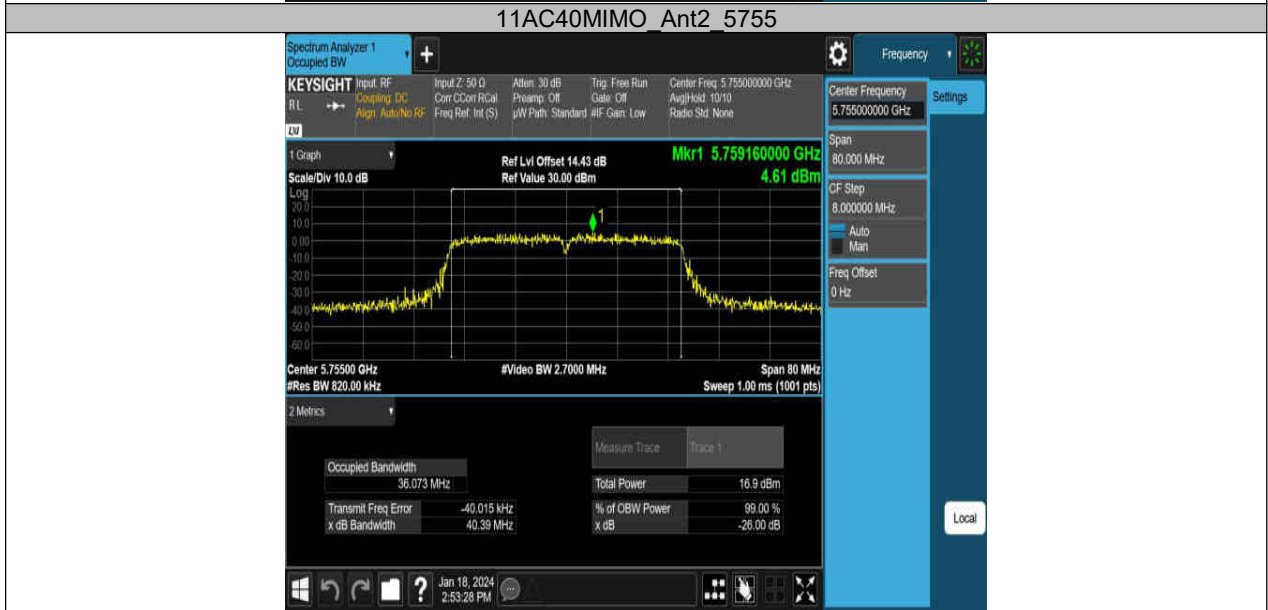 11AC40MIMO_Ant2_5755
Spectrum Analyzer 1
Occupied BW
+
Frequency
KEYSIGHT
RL
LXI
Input: RF
Coupling: DC
Align: Auto/No RF
Input Z: 50 Ω
Corr CCorr RCal
Freq Ref: Int (S)
Atten: 30 dB
Preamp: Off
µW Path: Standard
Trig: Free Run
Gate: Off
#IF Gain: Low
Center Freq: 5.755000000 GHz
Avg|Hold: 10/10
Radio Std: None
Center Frequency
5.755000000 GHz
Settings
Span
80.000 MHz
CF Step
8.000000 MHz
Auto
Man
Freq Offset
0 Hz
Local
1 Graph
Scale/Div 10.0 dB
Ref Lvl Offset 14.43 dB
Ref Value 30.00 dBm
Mkr1 5.759160000 GHz
4.61 dBm
Log
20.0
10.0
0.00
-10.0
-20.0
-30.0
-40.0
-50.0
-60.0
1
Center 5.75500 GHz
#Res BW 820.00 kHz
#Video BW 2.7000 MHz
Span 80 MHz
Sweep 1.00 ms (1001 pts)
2 Metrics
Measure Trace Trace 1
Occupied Bandwidth
36.073 MHz
Total Power 16.9 dBm
Transmit Freq Error -40.015 kHz
% of OBW Power 99.00 %
x dB Bandwidth 40.39 MHz
x dB -26.00 dB
?
Jan 18, 2024
2:53:28 PM